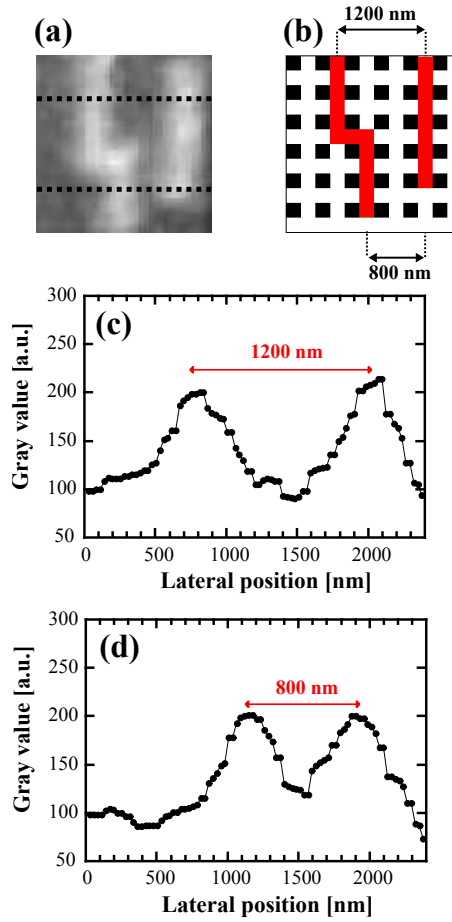 (a)
(b)
1200 nm
800 nm
(c)
1200 nm
Gray value [a.u.]
300
250
200
150
100
50
0 500 1000 1500 2000
Lateral position [nm]
(d)
800 nm
Gray value [a.u.]
300
250
200
150
100
50
0 500 1000 1500 2000
Lateral position [nm]